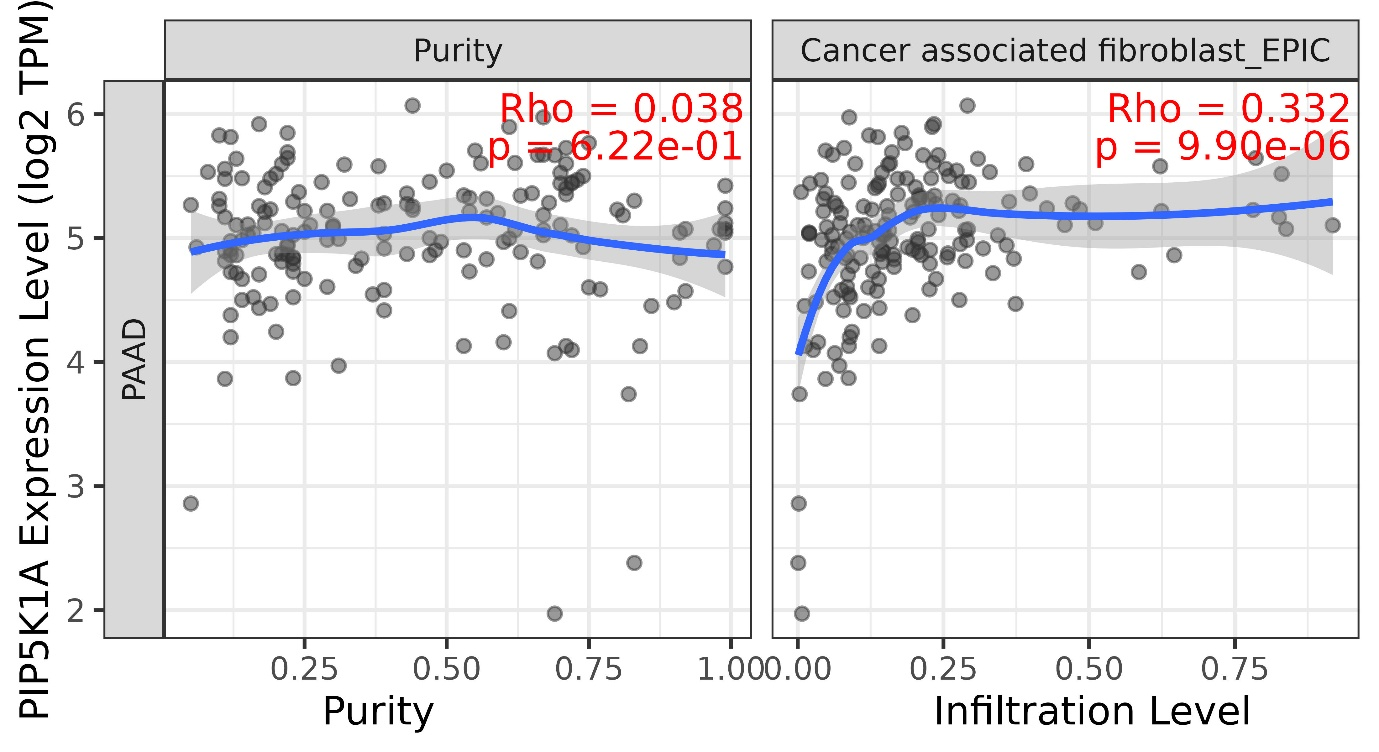 PIP5K1A Expression Level (log2 TPM)
PAAD
Purity
Cancer associated fibroblast_EPIC
Rho = 0.038
p = 6.22e-01
Rho = 0.332
p = 9.90e-06
6
5
4
3
2
0.25 0.50 0.75 1.00
0.00 0.25 0.50 0.75
Purity
Infiltration Level